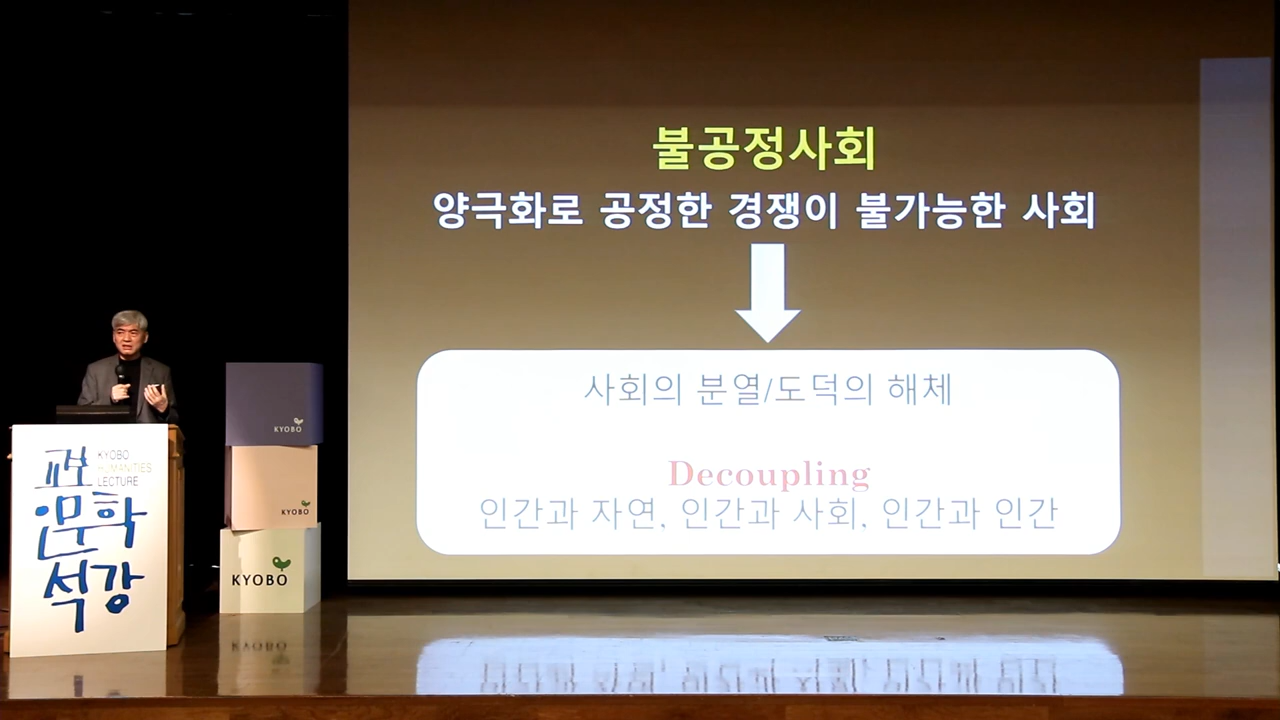 불공정사회
양극화로 공정한 경쟁이 불가능한 사회
사회의 분열/도덕의 해체
Decoupling
인간과 자연, 인간과 사회, 인간과 인간
교보
KYOBO
HUMANITIES
LECTURE
인문학
석강
KYOBO
KYOBO
KYOBO